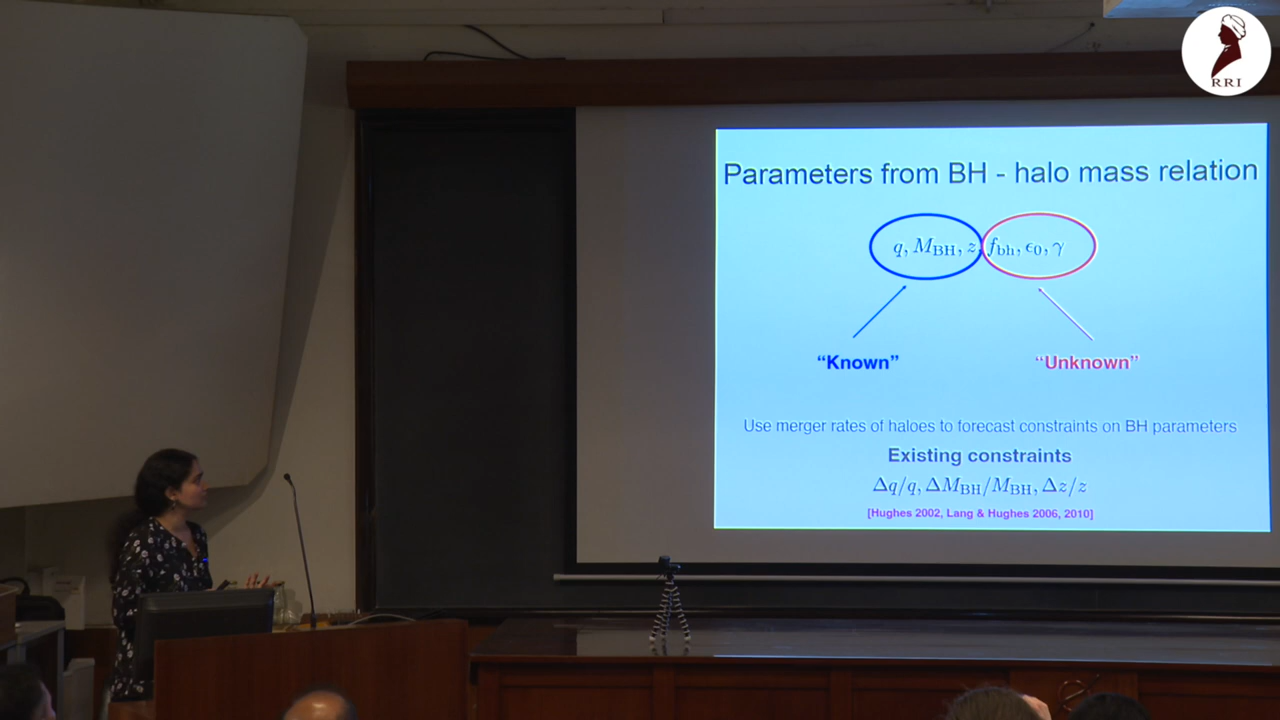 RRI
Parameters from BH - halo mass relation
q, M_BH, z, f_bh, ϵ_0, γ
“Known”
“Unknown”
Use merger rates of haloes to forecast constraints on BH parameters
Existing constraints
Δq/q, ΔM_BH/M_BH, Δz/z
[Hughes 2002, Lang & Hughes 2006, 2010]